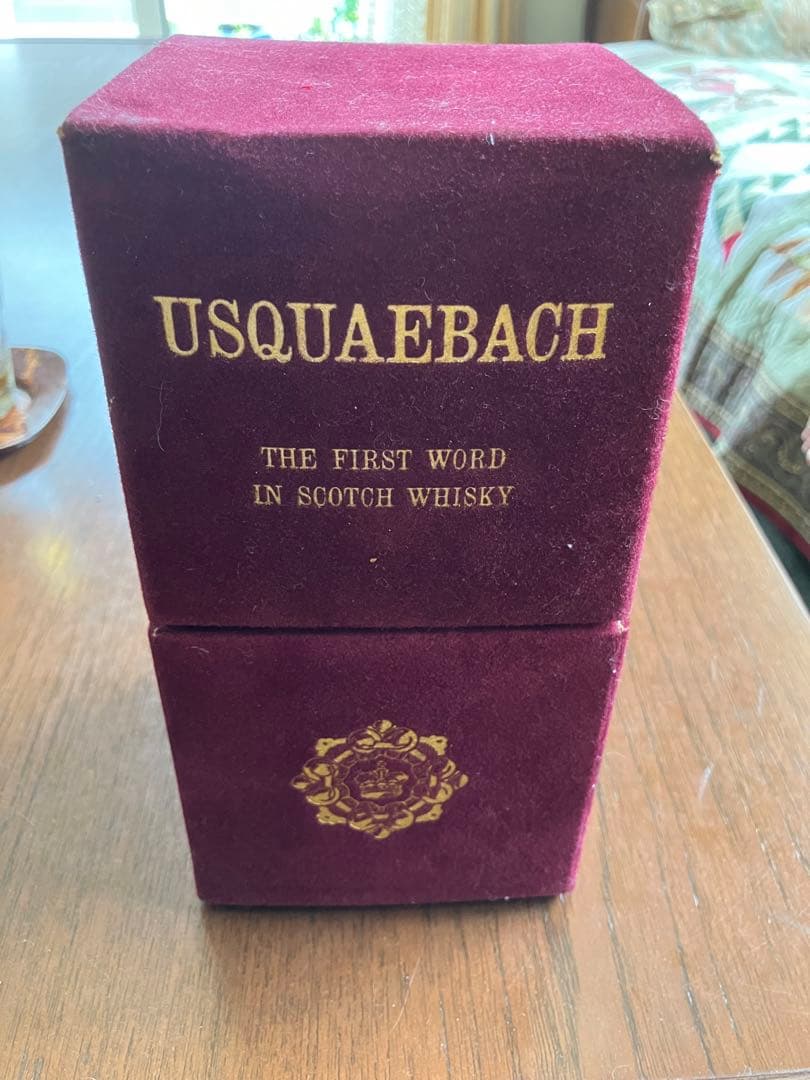 USQUAEBACH
THE FIRST WORD
IN SCOTCH WHISKY